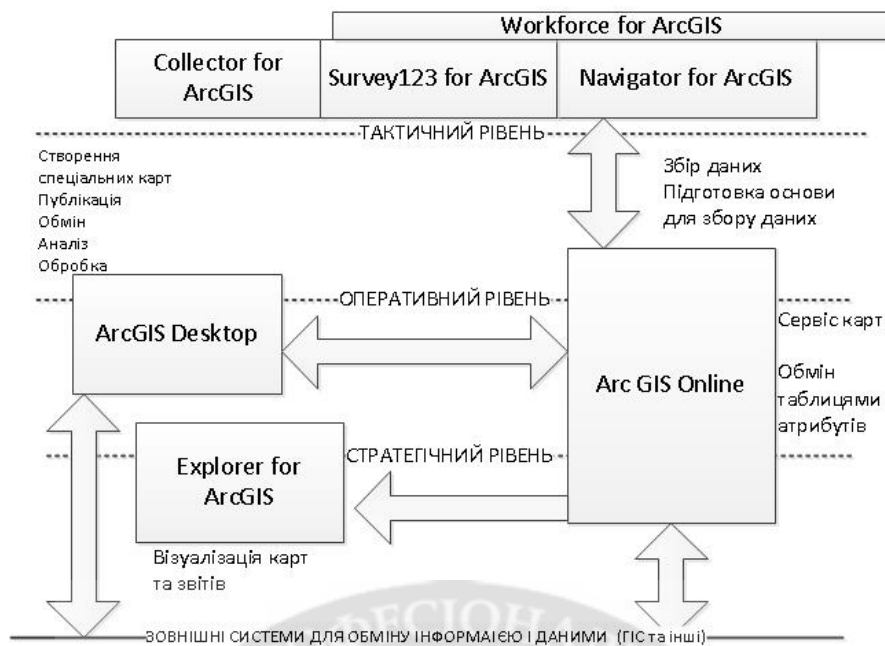 Workforce for ArcGIS
Collector for
ArcGIS
Survey123 for ArcGIS
Navigator for ArcGIS
ТАКТИЧНИЙ РІВЕНЬ
Створення
спеціальних карт
Публікація
Обмін
Аналіз
Обробка
Збір даних
Підготовка основи
для збору даних
ОПЕРАТИВНИЙ РІВЕНЬ
ArcGIS Desktop
Arc GIS Online
Сервіс карт
Обмін
таблицями
атрибутів
СТРАТЕГІЧНИЙ РІВЕНЬ
Explorer for
ArcGIS
Візуалізація карт
та звітів
ЗОВНІШНІ СИСТЕМИ ДЛЯ ОБМІНУ ІНФОРМАІЄЮ І ДАНИМИ (ГІС та інші)